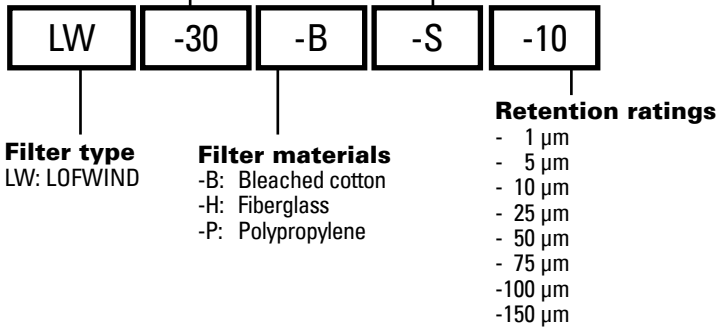 LW -30 -B -S -10
Filter type
LW: LOFWIND
Filter materials
-B: Bleached cotton
-H: Fiberglass
-P: Polypropylene
Retention ratings
- 1 µm
- 5 µm
- 10 µm
- 25 µm
- 50 µm
- 75 µm
-100 µm
-150 µm